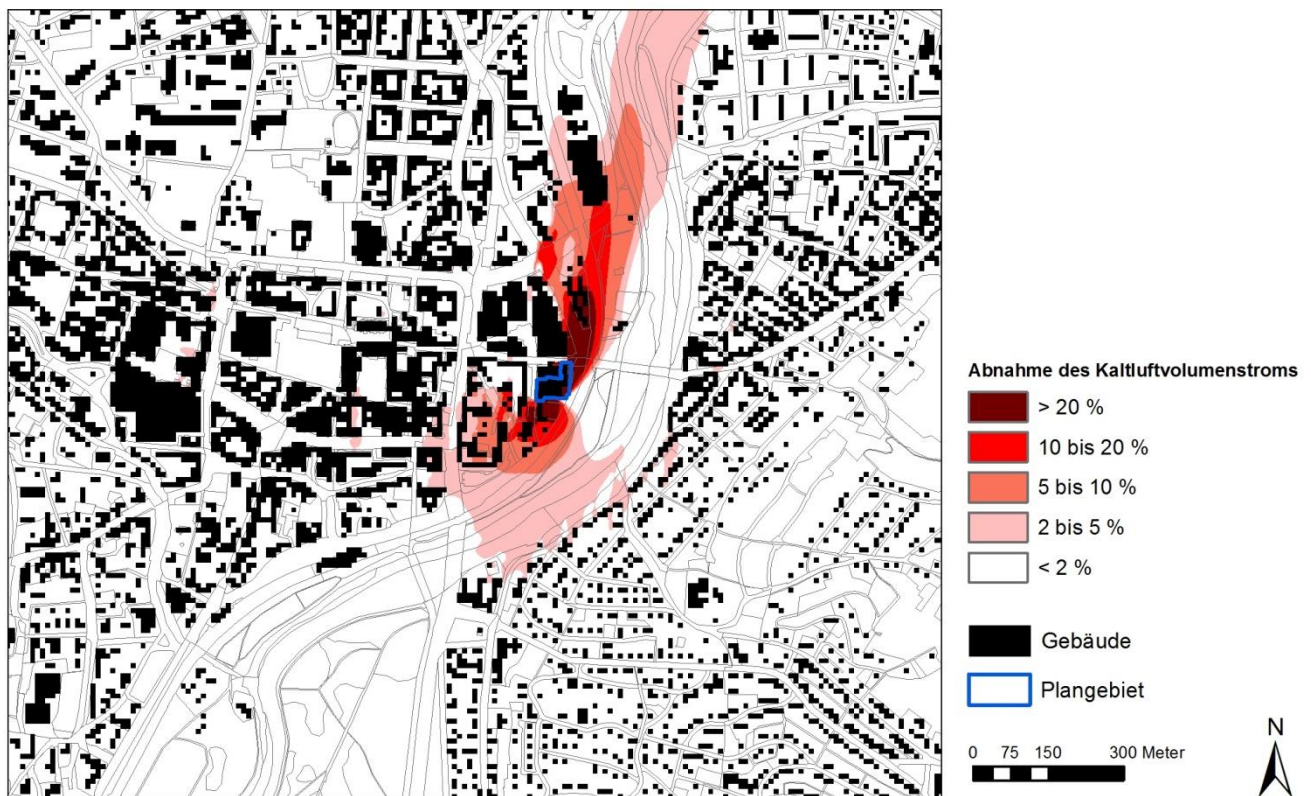 Abnahme des Kaltluftvolumenstroms
> 20 %
10 bis 20 %
5 bis 10 %
2 bis 5 %
< 2 %
Gebäude
Plangebiet
0 75 150 300 Meter
N